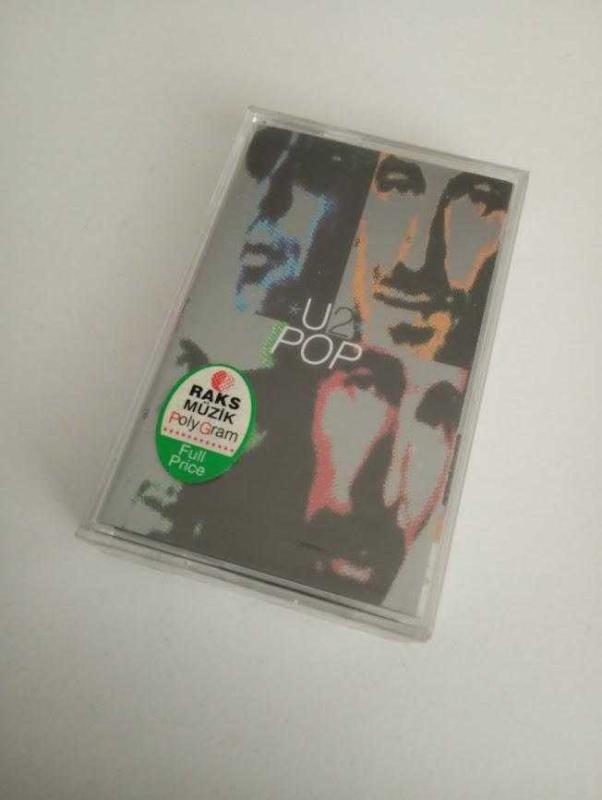 *U2
POP
RAKS
MÜZİK
PolyGram
Full
Price